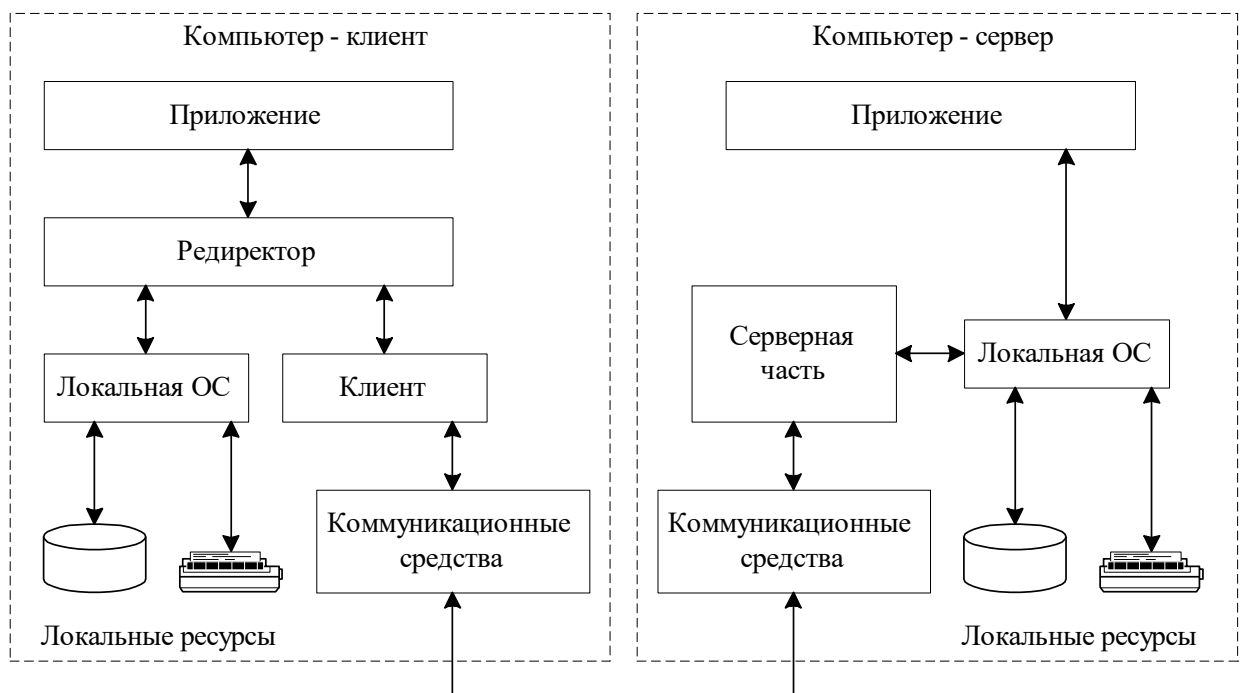 Компьютер - клиент
Приложение
Редиректор
Локальная ОС
Клиент
Коммуникационные
средства
Локальные ресурсы
Компьютер - сервер
Приложение
Серверная
часть
Локальная ОС
Коммуникационные
средства
Локальные ресурсы